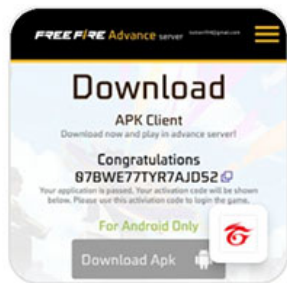 FREE FIRE Advance server
Download
APK Client
Download now and play in advance server!
Congratulations
07BWE77TYR7AJD52
Your application is passed. Your activation code will be shown
below. Please use this activiation code to login the game.
For Android Only
Download Apk